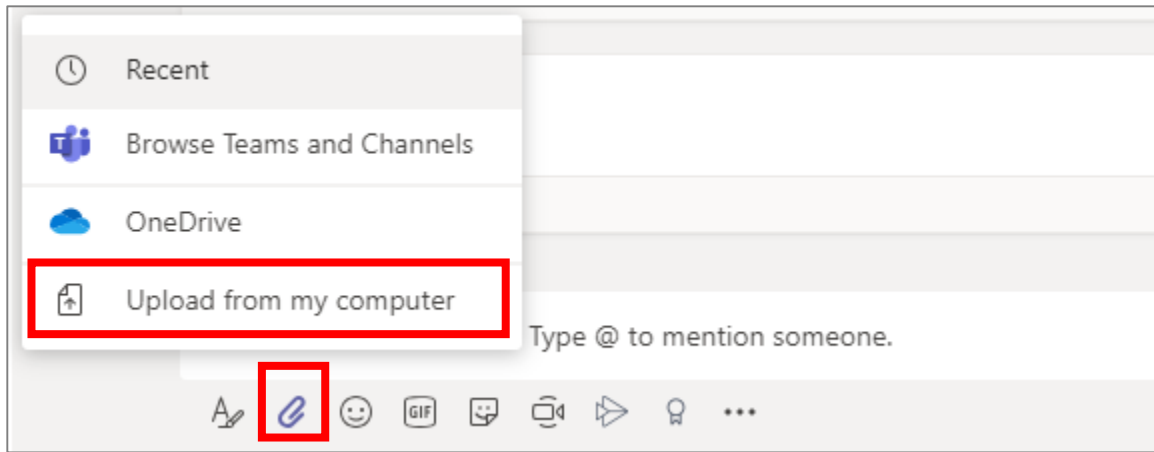 Recent
Browse Teams and Channels
OneDrive
Upload from my computer
Type @ to mention someone.
GIF